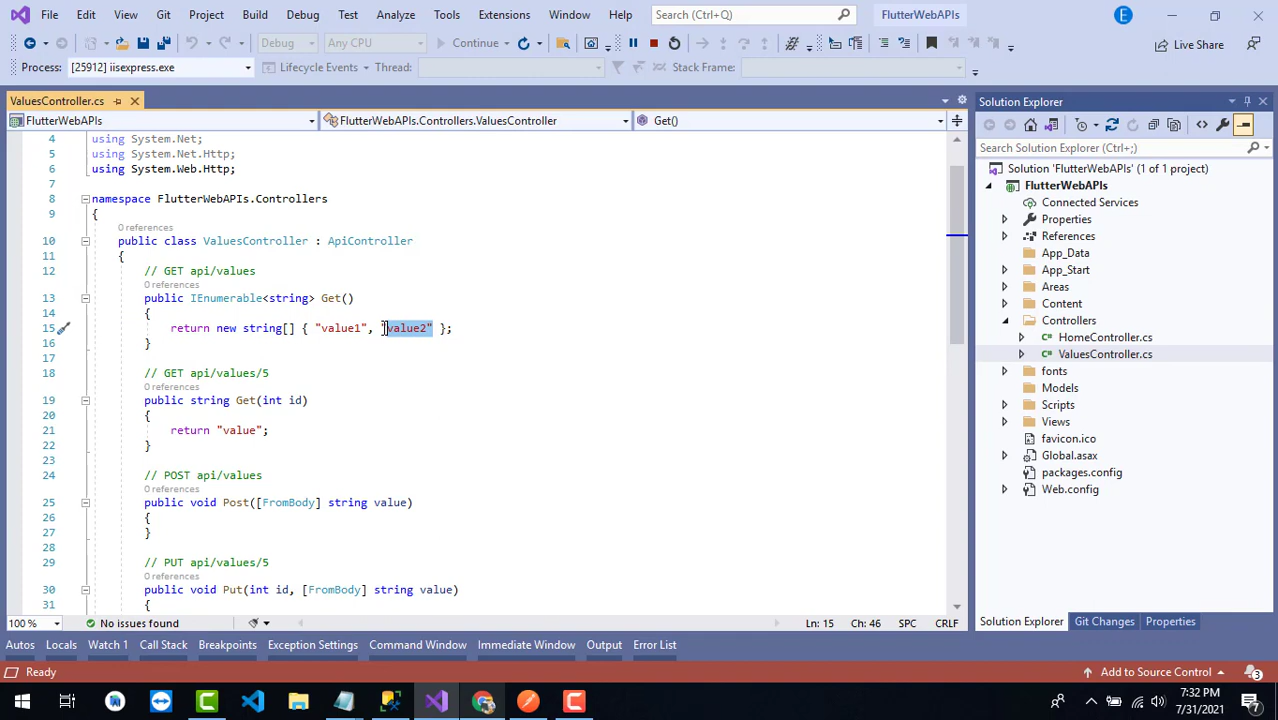 File Edit View Git Project Build Debug Test Analyze Tools Extensions Window Help Search (Ctrl+Q) FlutterWebAPIs E
Debug Any CPU Continue Live Share
Process: [25912] iisexpress.exe Lifecycle Events Thread: Stack Frame:
ValuesController.cs
FlutterWebAPIs FlutterWebAPIs.Controllers.ValuesController Get()
4 using System.Net;
5 using System.Net.Http;
6 using System.Web.Http;
7
8 namespace FlutterWebAPIs.Controllers
9 {
0 references
10 public class ValuesController : ApiController
11 {
12 // GET api/values
0 references
13 public IEnumerable<string> Get()
14 {
15 return new string[] { "value1", "value2" };
16 }
17
18 // GET api/values/5
0 references
19 public string Get(int id)
20 {
21 return "value";
22 }
23
24 // POST api/values
0 references
25 public void Post([FromBody] string value)
26 {
27 }
28
29 // PUT api/values/5
0 references
30 public void Put(int id, [FromBody] string value)
31 {
100 % No issues found Ln: 15 Ch: 46 SPC CRLF
Solution Explorer
Search Solution Explorer (Ctrl+;)
Solution 'FlutterWebAPIs' (1 of 1 project)
FlutterWebAPIs
Connected Services
Properties
References
App_Data
App_Start
Areas
Content
Controllers
HomeController.cs
ValuesController.cs
fonts
Models
Scripts
Views
favicon.ico
Global.asax
packages.config
Web.config
Solution Explorer Git Changes Properties
Autos Locals Watch 1 Call Stack Breakpoints Exception Settings Command Window Immediate Window Output Error List
Ready Add to Source Control 3
7:32 PM
7/31/2021 7